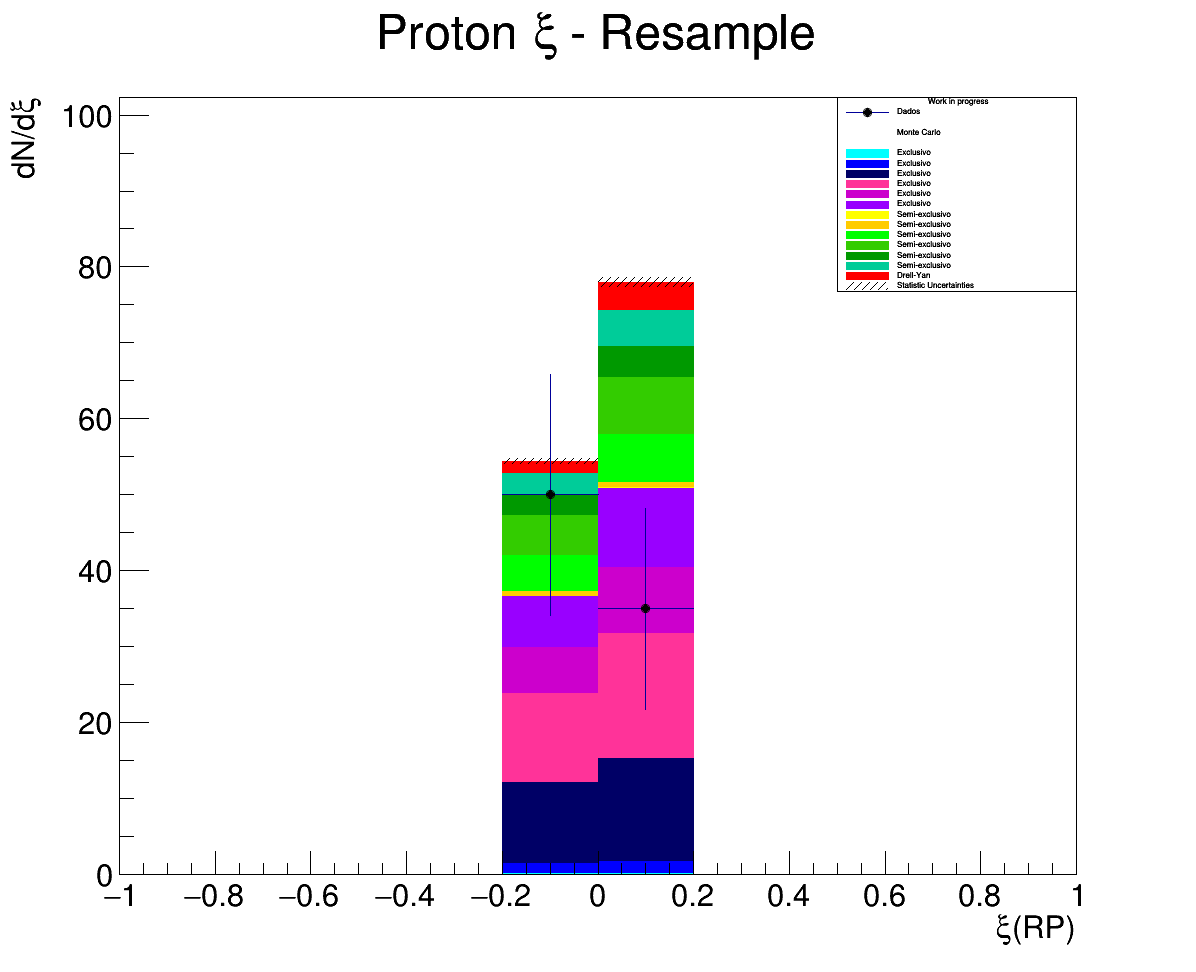 Proton ξ - Resample
dN/dξ
100
80
60
40
20
0
−1 −0.8 −0.6 −0.4 −0.2 0 0.2 0.4 0.6 0.8 1
ξ(RP)
Work in progress
Dados
Monte Carlo
Exclusivo
Exclusivo
Exclusivo
Exclusivo
Exclusivo
Exclusivo
Semi-exclusivo
Semi-exclusivo
Semi-exclusivo
Semi-exclusivo
Semi-exclusivo
Semi-exclusivo
Drell-Yan
Statistic Uncertainties